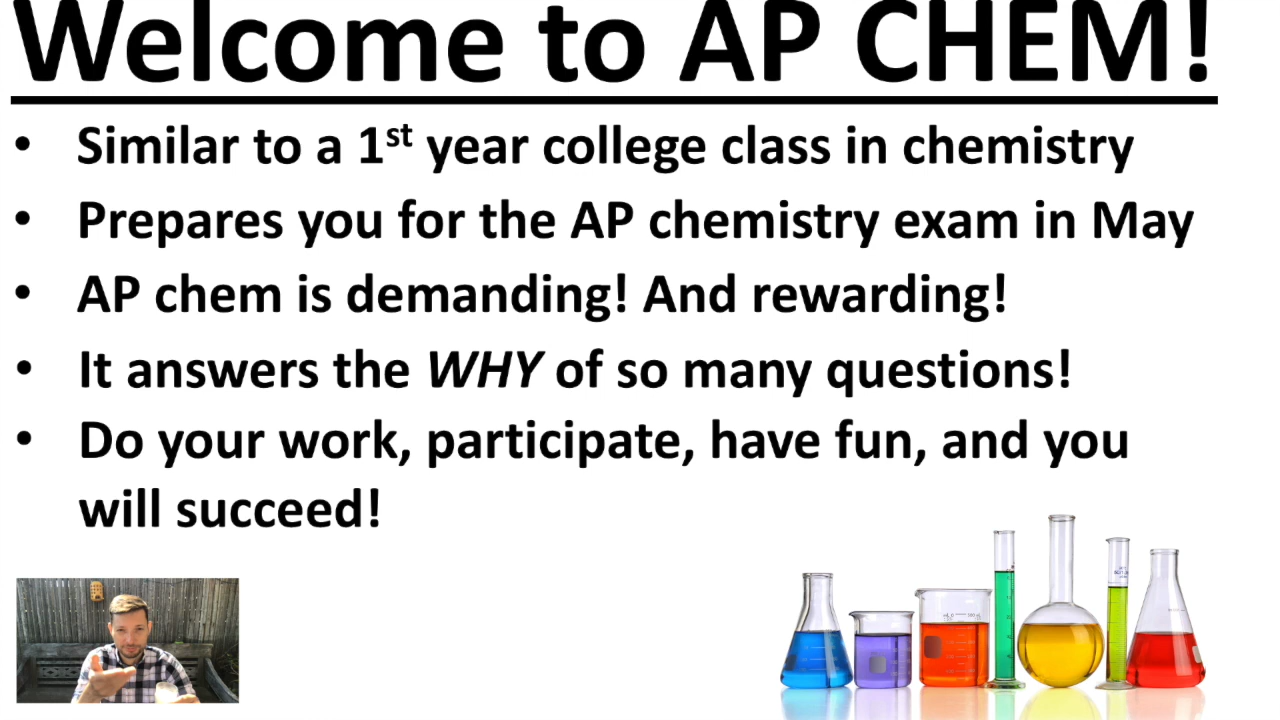 Welcome to AP CHEM!
• Similar to a 1st year college class in chemistry
• Prepares you for the AP chemistry exam in May
• AP chem is demanding! And rewarding!
• It answers the WHY of so many questions!
• Do your work, participate, have fun, and you
will succeed!